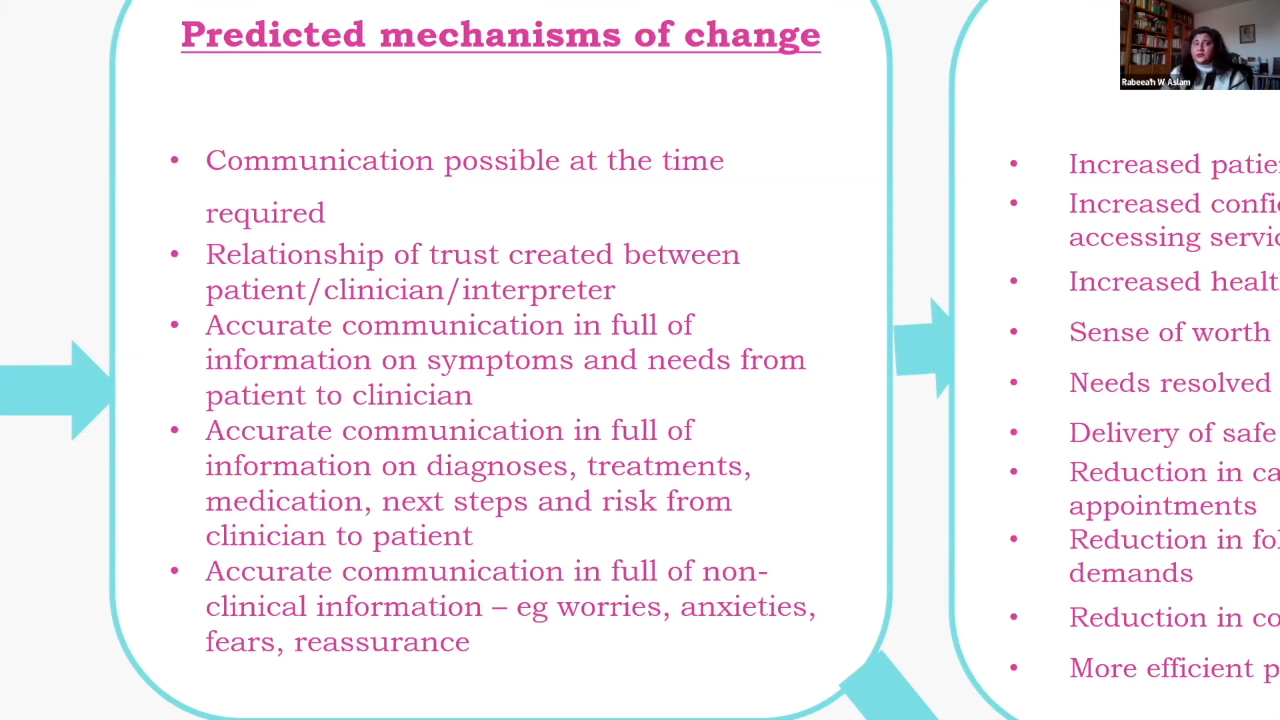 Predicted mechanisms of change
• Communication possible at the time
required
• Relationship of trust created between
patient/clinician/interpreter
• Accurate communication in full of
information on symptoms and needs from
patient to clinician
• Accurate communication in full of
information on diagnoses, treatments,
medication, next steps and risk from
clinician to patient
• Accurate communication in full of non-
clinical information – eg worries, anxieties,
fears, reassurance
Rabeeah W Aslam
• Increased
• Increased
accessing
• Increased
• Sense of worth
• Needs resolved
• Delivery of safe
• Reduction in
appointments
• Reduction in
demands
• Reduction in
• More efficient